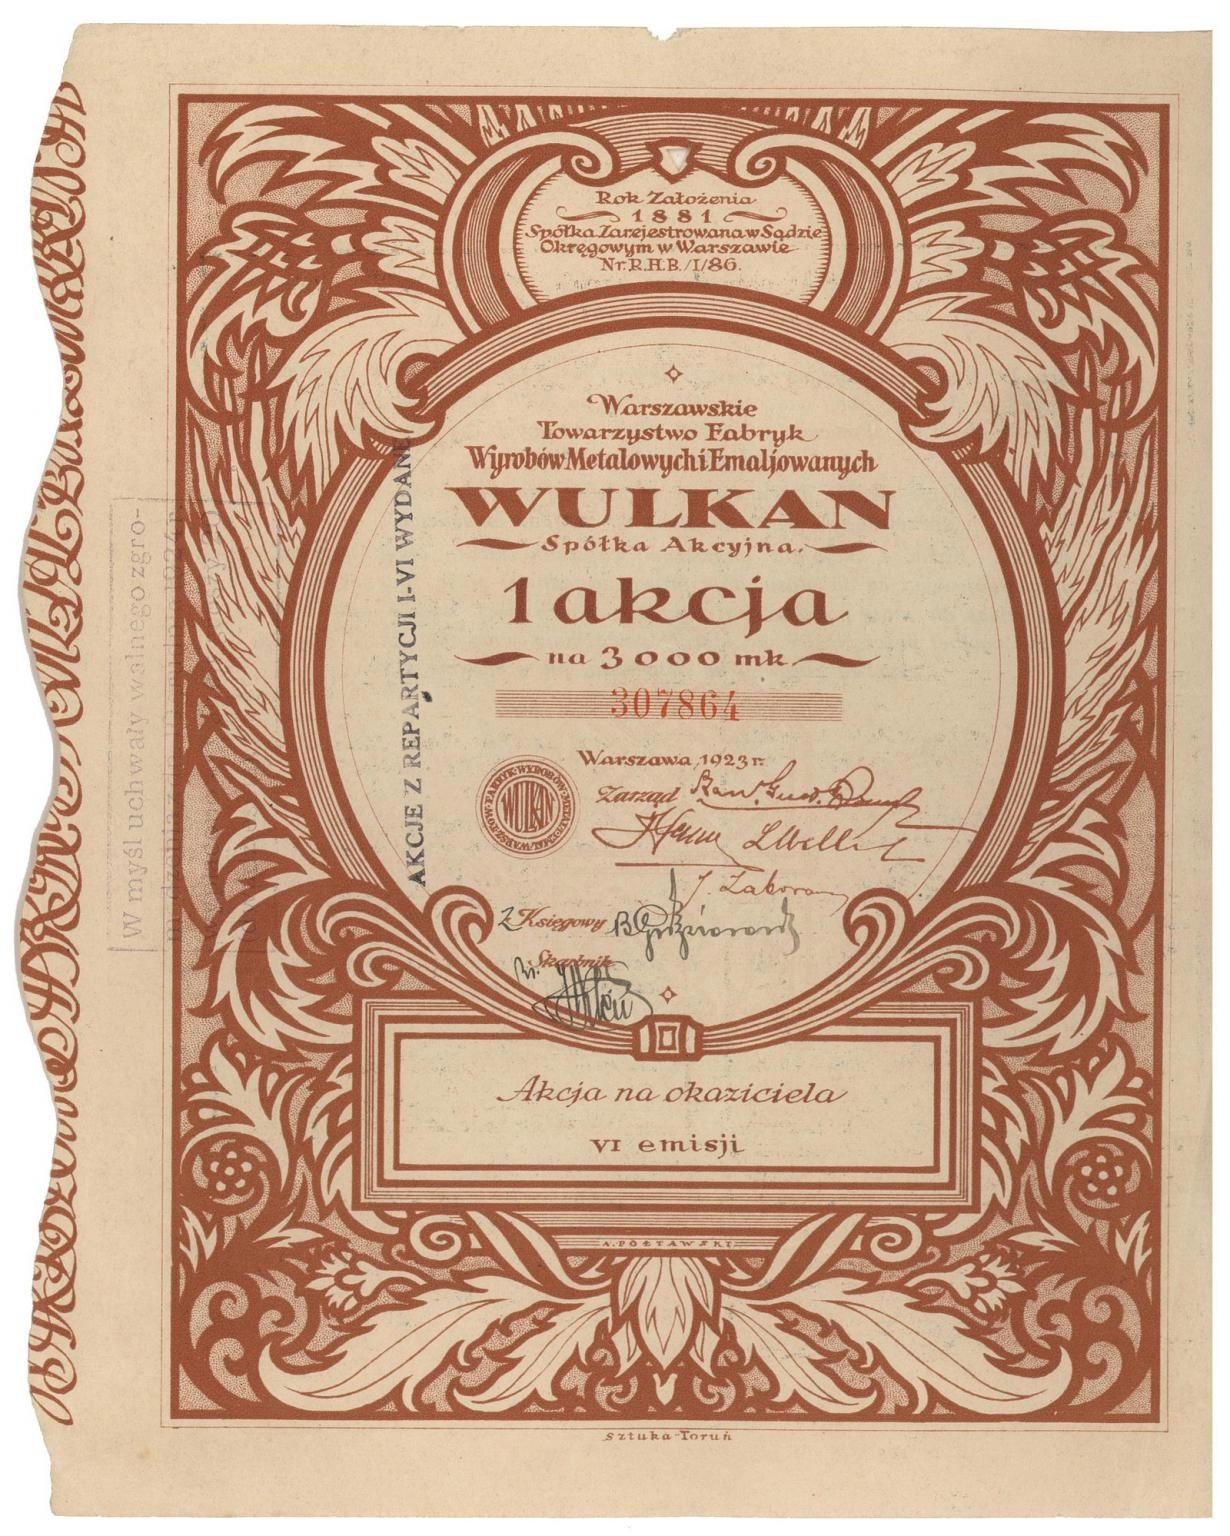 Rok Założenia
1881
Spółka Zarejestrowana w Sądzie
Okręgowym w Warszawie
Nr. R.H.B./I/86.
Warszawskie
Towarzystwo Fabryk
Wyrobów Metalowych i Emaljowanych
WULKAN
Spółka Akcyjna.
1 akcja
na 3000 mk.
307864
Warszawa, 1923 r.
WULKAN
Zarząd
J. Zaboro
Z. Księgowy
Skarbnik
Akcja na okaziciela
VI emisji
A. PÓŁTAWSKI
Sztuka-Toruń
AKCJE Z REPARTYCJI I-VI WYDANE
W myśl uchwały walnego zgro-